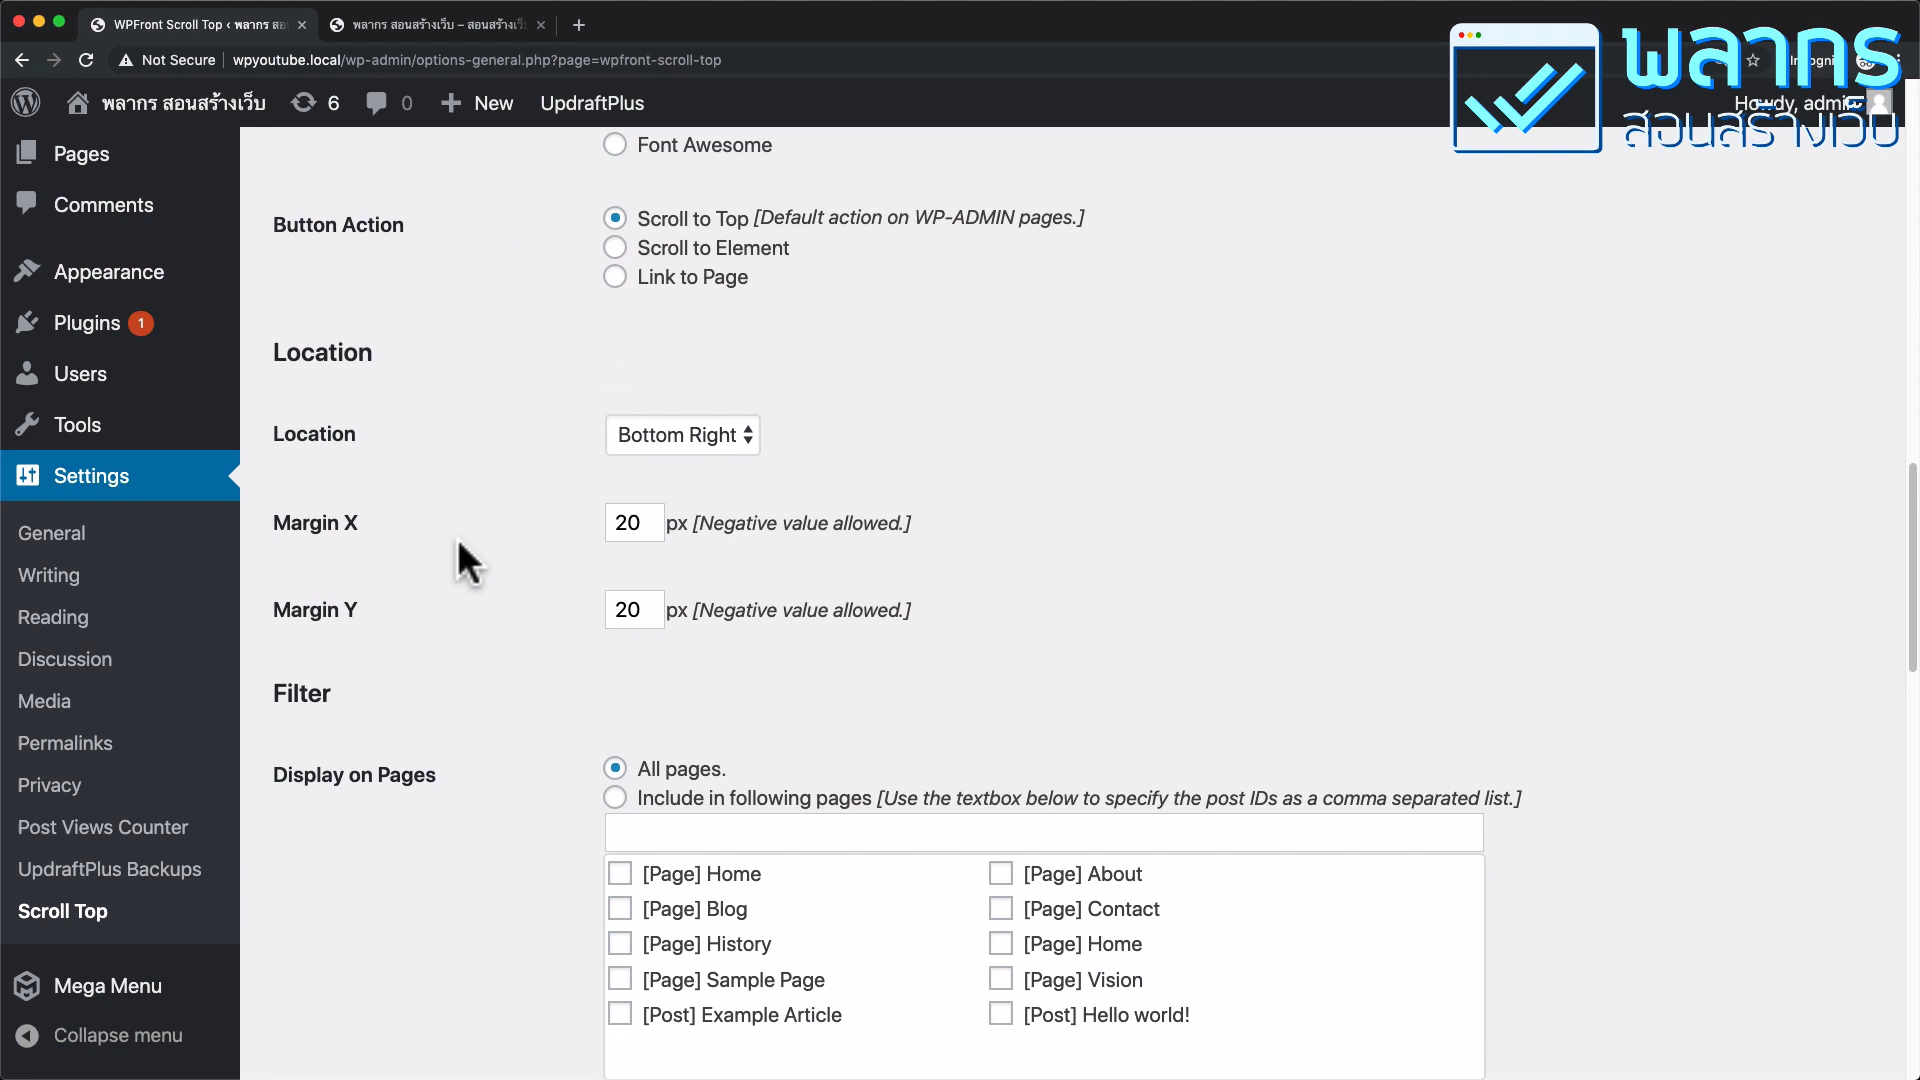 WPFront Scroll Top ‹ พลากร สอ
พลากร สอนสร้างเว็บ – สอนสร้างเว็
Not Secure
wpyoutube.local/wp-admin/options-general.php?page=wpfront-scroll-top
พลากร
สอนสร้างเว็บ
พลากร สอนสร้างเว็บ
6
0
New
UpdraftPlus
Howdy, admin
Pages
Comments
Appearance
Plugins 1
Users
Tools
Settings
General
Writing
Reading
Discussion
Media
Permalinks
Privacy
Post Views Counter
UpdraftPlus Backups
Scroll Top
Mega Menu
Collapse menu
Font Awesome
Button Action
Scroll to Top [Default action on WP-ADMIN pages.]
Scroll to Element
Link to Page
Location
Location
Bottom Right
Margin X
20 px [Negative value allowed.]
Margin Y
20 px [Negative value allowed.]
Filter
Display on Pages
All pages.
Include in following pages [Use the textbox below to specify the post IDs as a comma separated list.]
[Page] Home
[Page] About
[Page] Blog
[Page] Contact
[Page] History
[Page] Home
[Page] Sample Page
[Page] Vision
[Post] Example Article
[Post] Hello world!